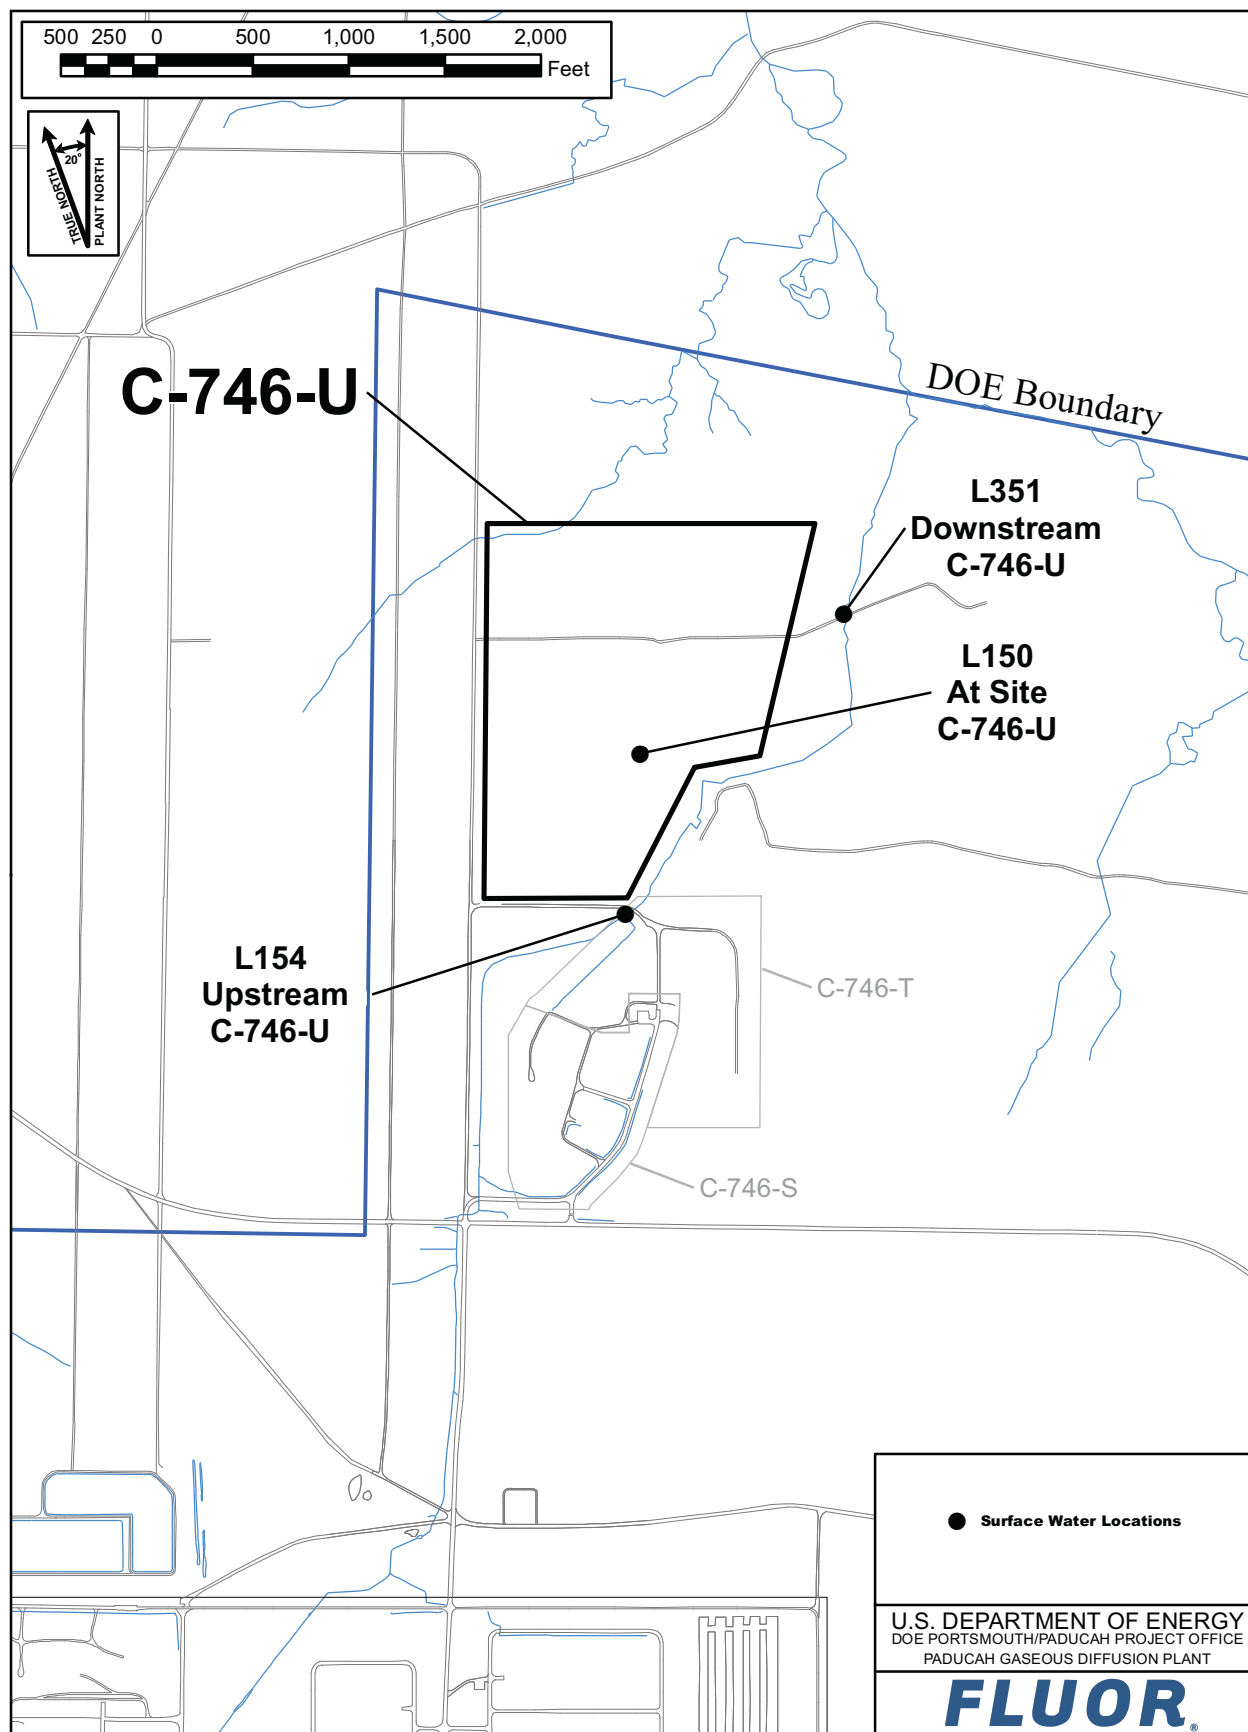 500 250 0 500 1,000 1,500 2,000
Feet
20°
TRUE NORTH
PLANT NORTH
C-746-U
DOE Boundary
L351
Downstream
C-746-U
L150
At Site
C-746-U
L154
Upstream
C-746-U
C-746-T
C-746-S
Surface Water Locations
U.S. DEPARTMENT OF ENERGY
DOE PORTSMOUTH/PADUCAH PROJECT OFFICE
PADUCAH GASEOUS DIFFUSION PLANT
FLUOR®